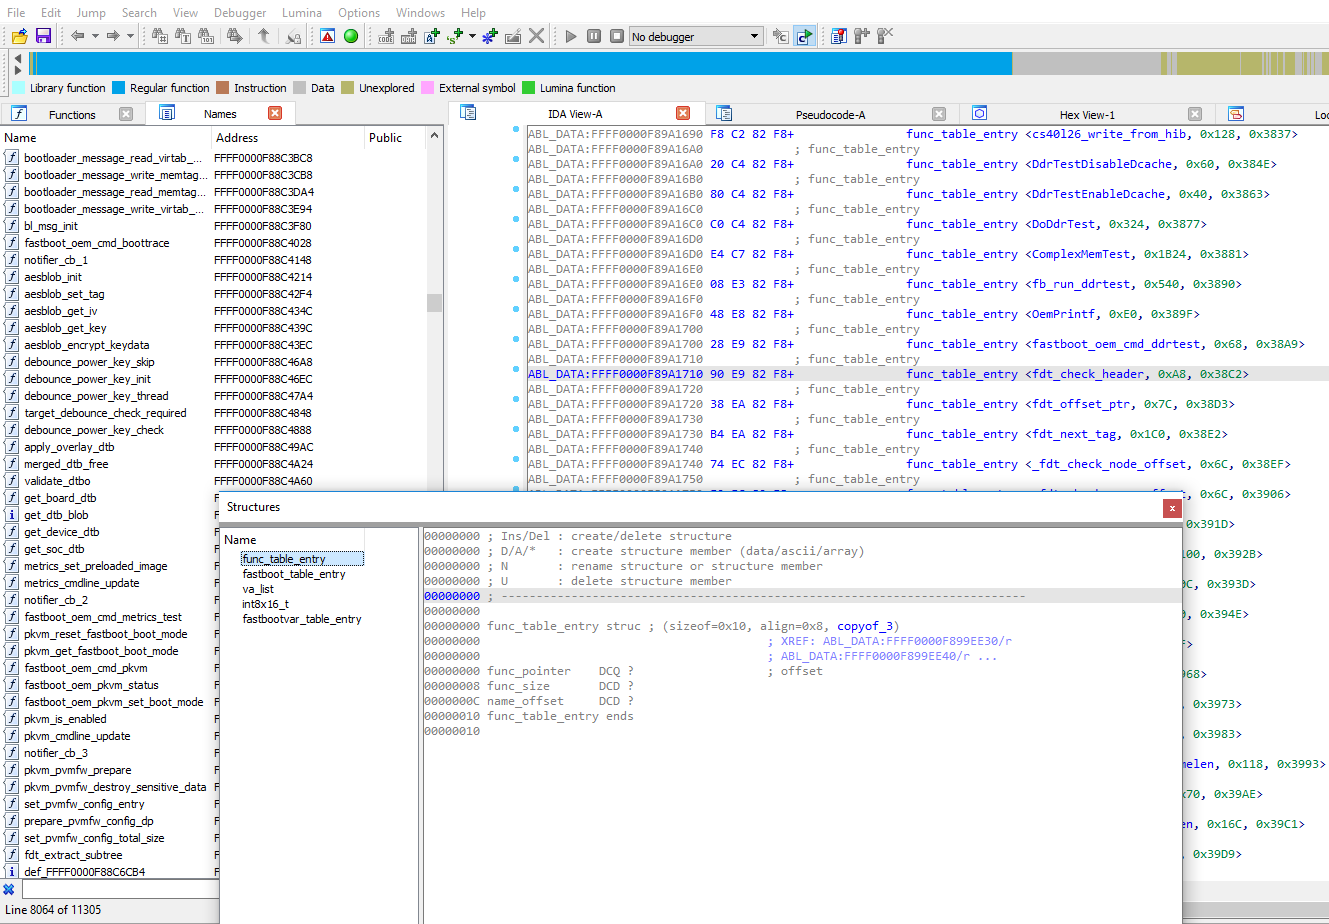 File Edit Jump Search View Debugger Lumina Options Windows Help
No debugger
Library function Regular function Instruction Data Unexplored External symbol Lumina function
Functions Names IDA View-A Pseudocode-A Hex View-1 Loc
Name Address Public
bootloader_message_read_virtab_... FFFF0000F88C3BC8
bootloader_message_write_memtag... FFFF0000F88C3CB8
bootloader_message_read_memtag... FFFF0000F88C3DA4
bootloader_message_write_virtab_... FFFF0000F88C3E94
bl_msg_init FFFF0000F88C3F80
fastboot_oem_cmd_boottrace FFFF0000F88C4028
notifier_cb_1 FFFF0000F88C4148
aesblob_init FFFF0000F88C4214
aesblob_set_tag FFFF0000F88C42F4
aesblob_get_iv FFFF0000F88C434C
aesblob_get_key FFFF0000F88C439C
aesblob_encrypt_keydata FFFF0000F88C43EC
debounce_power_key_skip FFFF0000F88C46A8
debounce_power_key_init FFFF0000F88C46EC
debounce_power_key_thread FFFF0000F88C47A4
target_debounce_check_required FFFF0000F88C4848
debounce_power_key_check FFFF0000F88C4888
apply_overlay_dtb FFFF0000F88C49AC
merged_dtb_free FFFF0000F88C4A24
validate_dtbo FFFF0000F88C4A60
get_board_dtb F
get_dtb_blob F
get_device_dtb F
get_soc_dtb F
metrics_set_preloaded_image F
metrics_cmdline_update F
notifier_cb_2 F
fastboot_oem_cmd_metrics_test F
pkvm_reset_fastboot_boot_mode F
pkvm_get_fastboot_boot_mode F
fastboot_oem_cmd_pkvm F
fastboot_oem_pkvm_status F
fastboot_oem_pkvm_set_boot_mode F
pkvm_is_enabled F
pkvm_cmdline_update F
notifier_cb_3 F
pkvm_pvmfw_prepare F
pkvm_pvmfw_destroy_sensitive_data F
set_pvmfw_config_entry F
prepare_pvmfw_config_dp F
set_pvmfw_config_total_size F
fdt_extract_subtree F
def_FFFF0000F88C6CB4 F
Line 8064 of 11305
ABL_DATA:FFFF0000F89A1690 F8 C2 82 F8+ func_table_entry <cs40126_write_from_hib, 0x128, 0x3837>
ABL_DATA:FFFF0000F89A16A0 ; func_table_entry
ABL_DATA:FFFF0000F89A16A0 20 C4 82 F8+ func_table_entry <DdrTestDisableDcache, 0x60, 0x384E>
ABL_DATA:FFFF0000F89A16B0 ; func_table_entry
ABL_DATA:FFFF0000F89A16B0 80 C4 82 F8+ func_table_entry <DdrTestEnableDcache, 0x40, 0x3863>
ABL_DATA:FFFF0000F89A16C0 ; func_table_entry
ABL_DATA:FFFF0000F89A16C0 C0 C4 82 F8+ func_table_entry <DoDdrTest, 0x324, 0x3877>
ABL_DATA:FFFF0000F89A16D0 ; func_table_entry
ABL_DATA:FFFF0000F89A16D0 E4 C7 82 F8+ func_table_entry <ComplexMemTest, 0x1B24, 0x3881>
ABL_DATA:FFFF0000F89A16E0 ; func_table_entry
ABL_DATA:FFFF0000F89A16E0 08 E3 82 F8+ func_table_entry <fb_run_ddrtest, 0x540, 0x3890>
ABL_DATA:FFFF0000F89A16F0 ; func_table_entry
ABL_DATA:FFFF0000F89A16F0 48 E8 82 F8+ func_table_entry <OemPrintf, 0xE0, 0x389F>
ABL_DATA:FFFF0000F89A1700 ; func_table_entry
ABL_DATA:FFFF0000F89A1700 28 E9 82 F8+ func_table_entry <fastboot_oem_cmd_ddrtest, 0x68, 0x38A9>
ABL_DATA:FFFF0000F89A1710 ; func_table_entry
ABL_DATA:FFFF0000F89A1710 90 E9 82 F8+ func_table_entry <fdt_check_header, 0xA8, 0x38C2>
ABL_DATA:FFFF0000F89A1720 ; func_table_entry
ABL_DATA:FFFF0000F89A1720 38 EA 82 F8+ func_table_entry <fdt_offset_ptr, 0x7C, 0x38D3>
ABL_DATA:FFFF0000F89A1730 ; func_table_entry
ABL_DATA:FFFF0000F89A1730 B4 EA 82 F8+ func_table_entry <fdt_next_tag, 0x1C0, 0x38E2>
ABL_DATA:FFFF0000F89A1740 ; func_table_entry
ABL_DATA:FFFF0000F89A1740 74 EC 82 F8+ func_table_entry <_fdt_check_node_offset, 0x6C, 0x38EF>
ABL_DATA:FFFF0000F89A1750 ; func_table_entry
, 0x6C, 0x3906>
0x391D>
00, 0x392B>
C, 0x393D>
, 0x394E>
F>
968>
, 0x3973>
, 0x3983>
melen, 0x118, 0x3993>
x70, 0x39AE>
en, 0x16C, 0x39C1>
, 0x39D9>
Structures
Name
func_table_entry
fastboot_table_entry
va_list
int8x16_t
fastbootvar_table_entry
00000000 ; Ins/Del : create/delete structure
00000000 ; D/A/* : create structure member (data/ascii/array)
00000000 ; N : rename structure or structure member
00000000 ; U : delete structure member
00000000 ; ---------------------------------------------------------------------------
00000000
00000000 func_table_entry struc ; (sizeof=0x10, align=0x8, copyof_3)
00000000 ; XREF: ABL_DATA:FFFF0000F899EE30/r
00000000 ; ABL_DATA:FFFF0000F899EE40/r ...
00000000 func_pointer DCQ ? ; offset
00000008 func_size DCD ?
0000000C name_offset DCD ?
00000010 func_table_entry ends
00000010